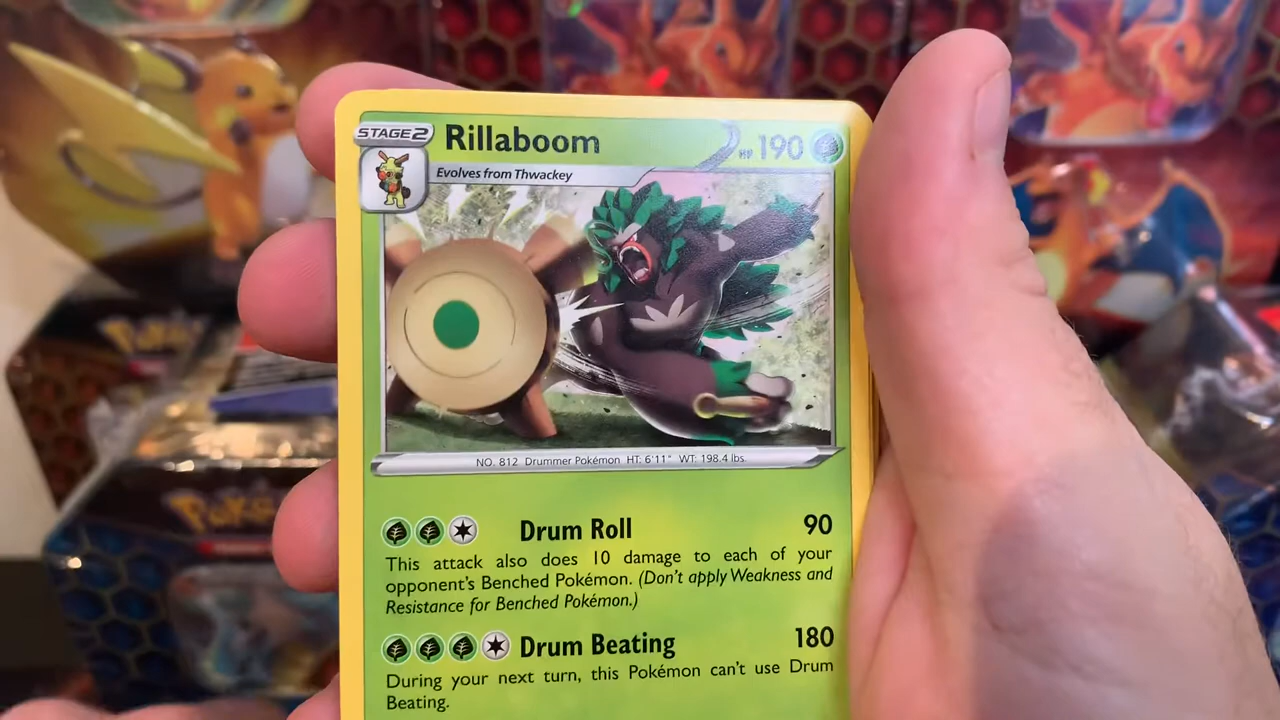 STAGE2
Rillaboom
HP 190
Evolves from Thwackey
NO. 812 Drummer Pokémon HT: 6'11" WT: 198.4 lbs.
Drum Roll 90
This attack also does 10 damage to each of your
opponent's Benched Pokémon. (Don't apply Weakness and
Resistance for Benched Pokémon.)
Drum Beating 180
During your next turn, this Pokémon can't use Drum
Beating.